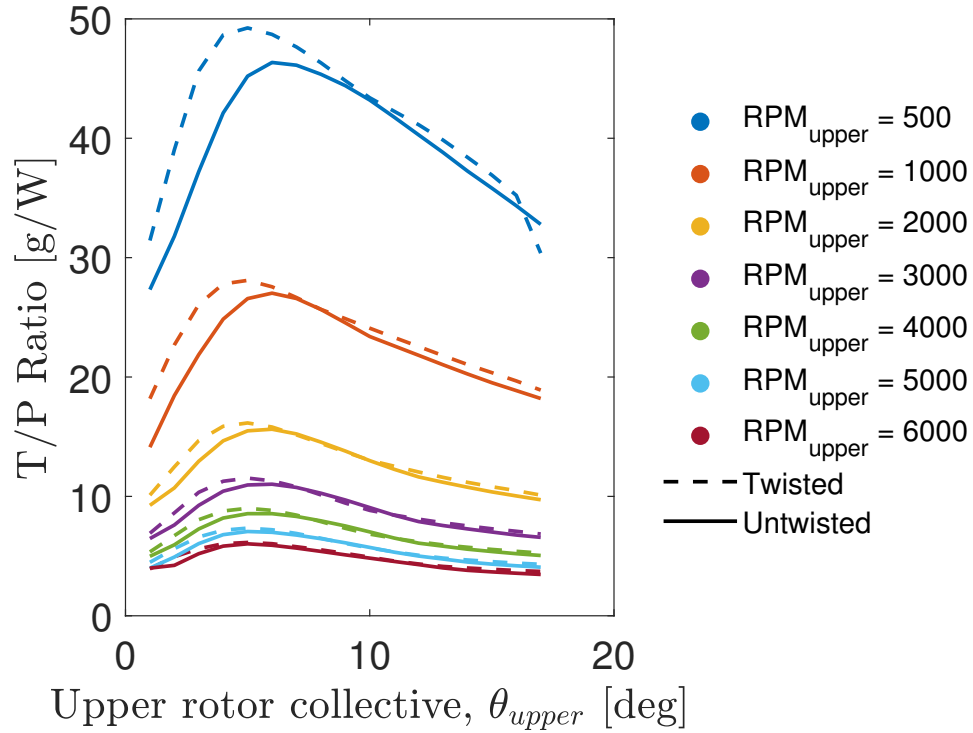 50
40
30
20
10
0
0 10 20
T/P Ratio [g/W]
Upper rotor collective, θupper [deg]
RPMupper = 500
RPMupper = 1000
RPMupper = 2000
RPMupper = 3000
RPMupper = 4000
RPMupper = 5000
RPMupper = 6000
Twisted
Untwisted